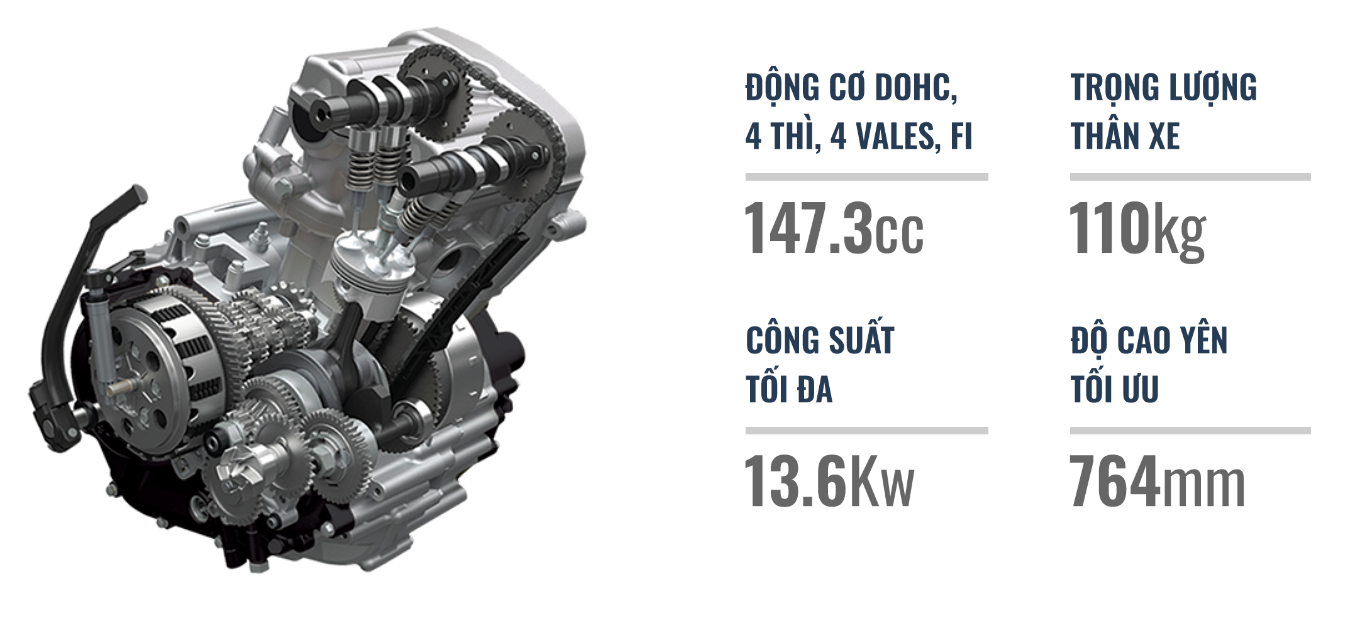 ĐỘNG CƠ DOHC,
4 THÌ, 4 VALES, FI
147.3cc
TRỌNG LƯỢNG
THÂN XE
110kg
CÔNG SUẤT
TỐI ĐA
13.6Kw
ĐỘ CAO YÊN
TỐI ƯU
764mm